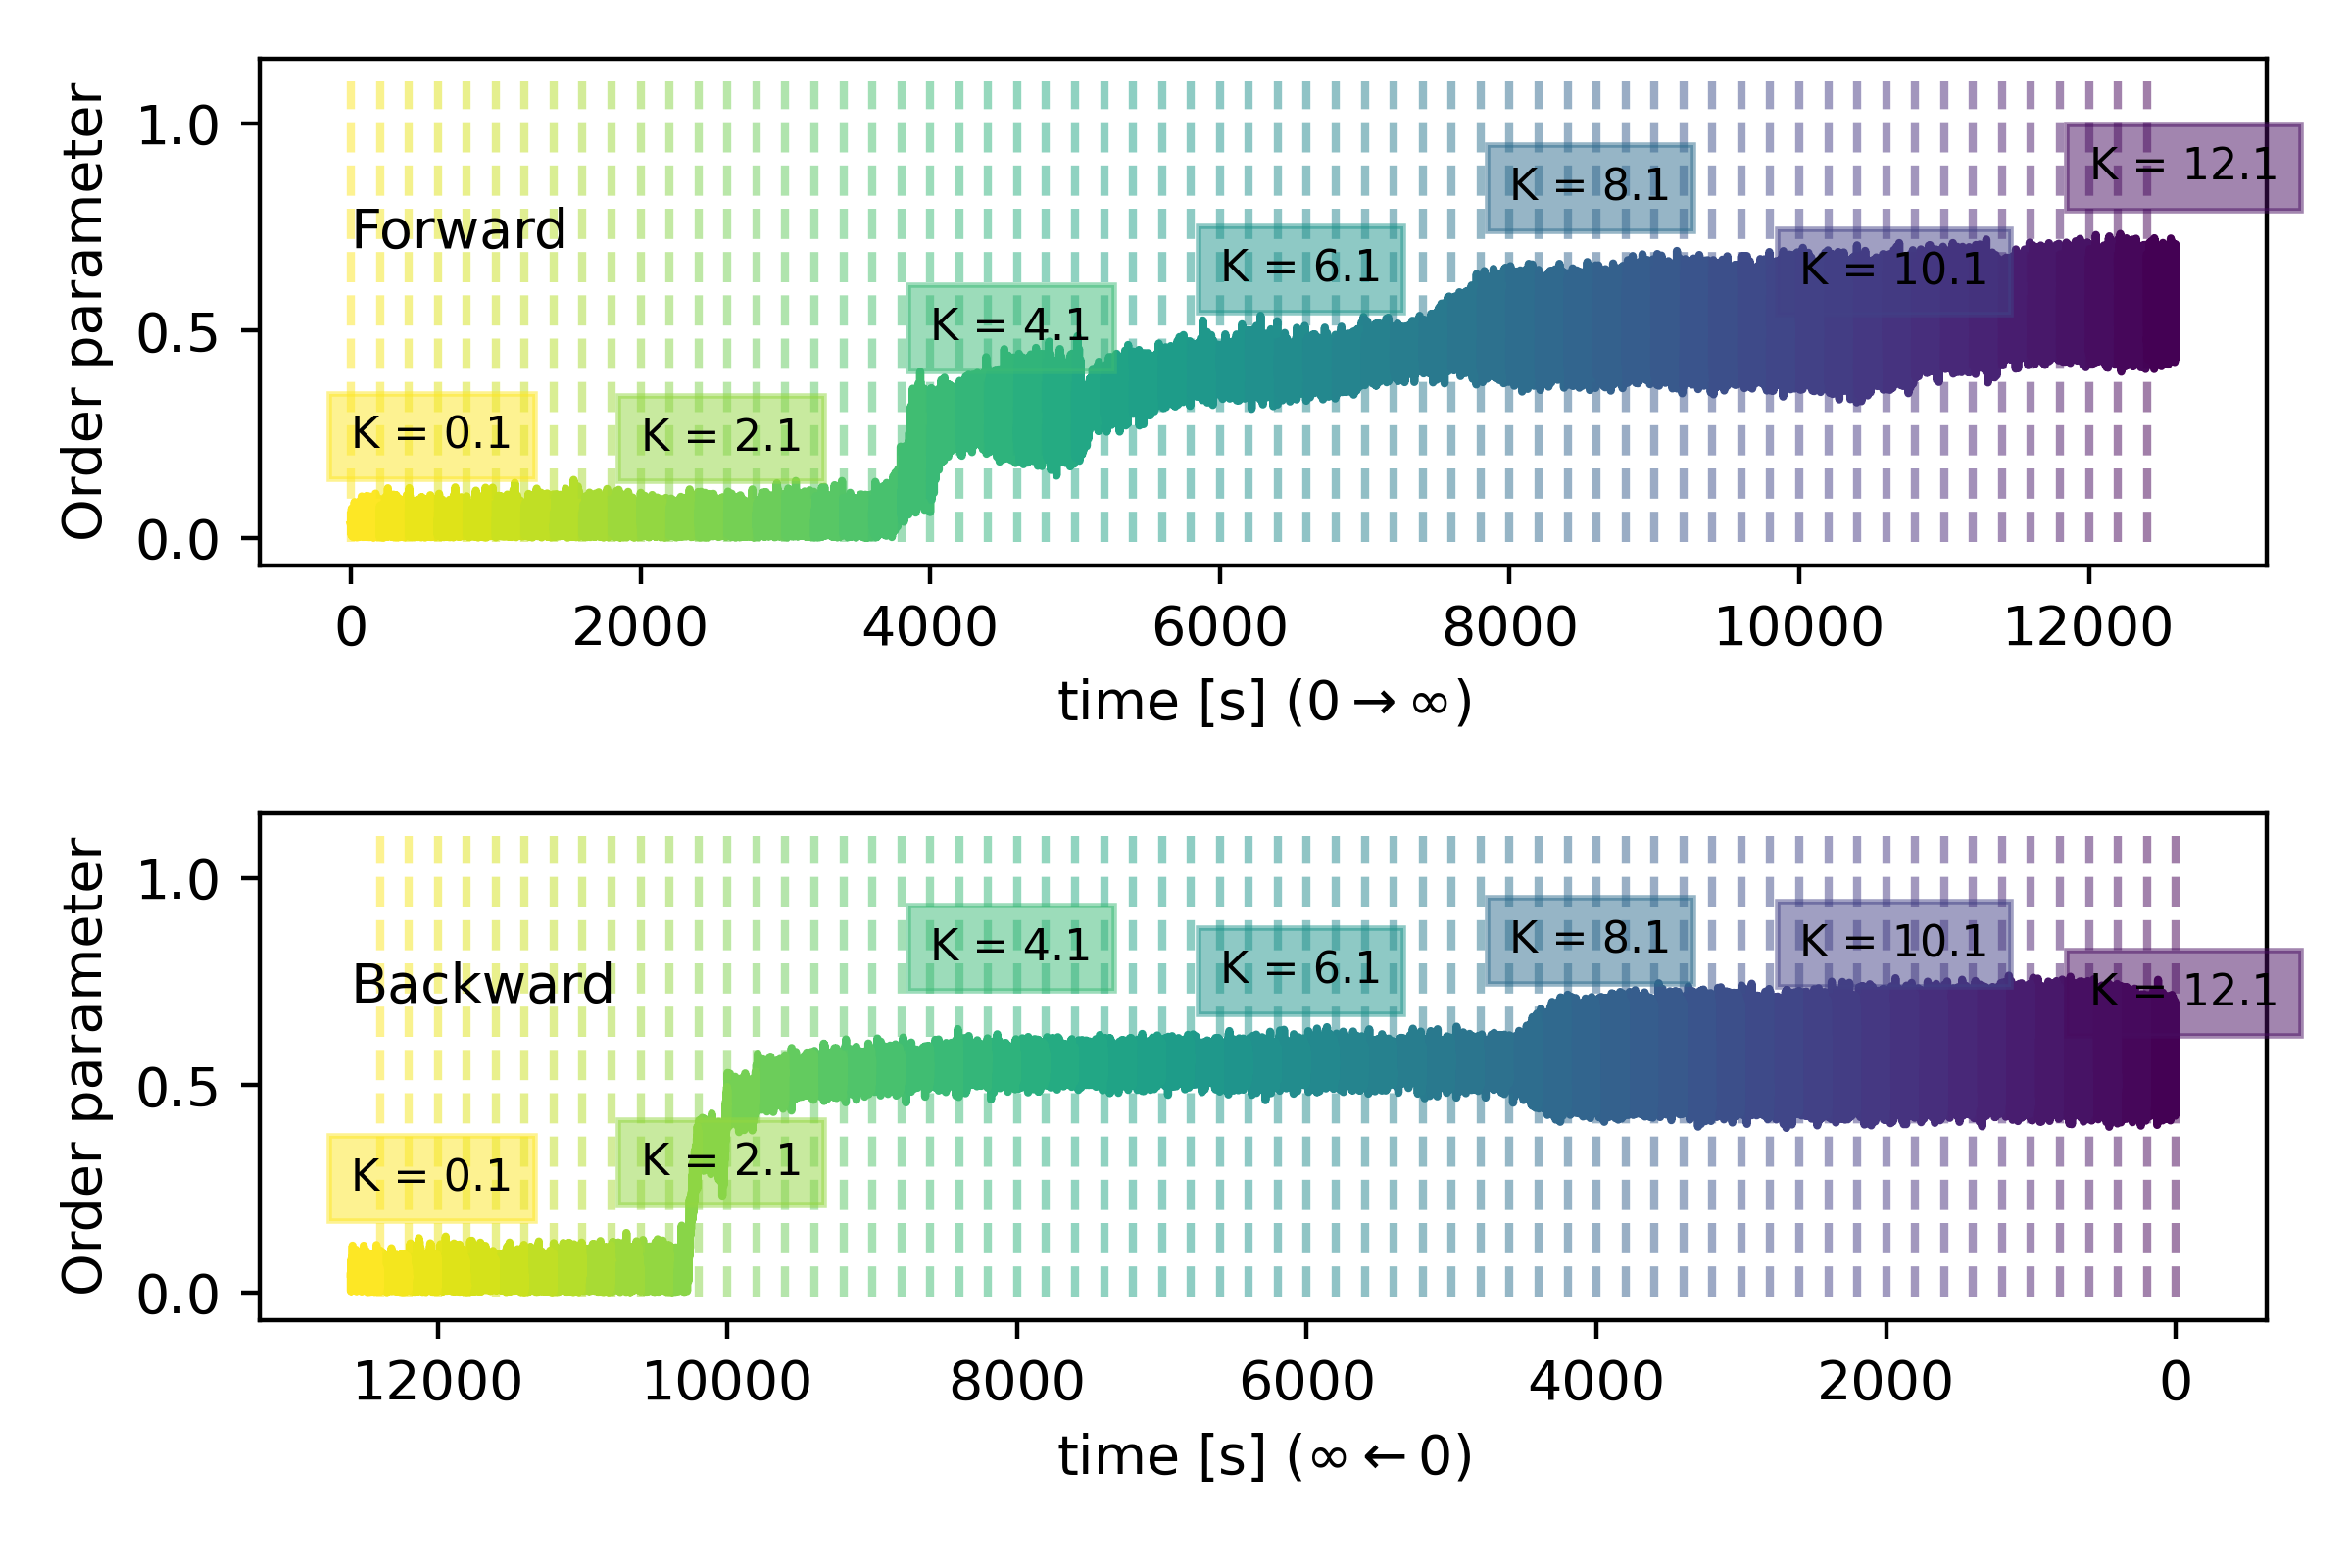 Order parameter
1.0
0.5
0.0
Forward
K = 0.1
K = 2.1
K = 4.1
K = 6.1
K = 8.1
K = 10.1
K = 12.1
0 2000 4000 6000 8000 10000 12000
time [s] (0→∞)
Order parameter
1.0
0.5
0.0
Backward
K = 0.1
K = 2.1
K = 4.1
K = 6.1
K = 8.1
K = 10.1
K = 12.1
12000 10000 8000 6000 4000 2000 0
time [s] (∞←0)